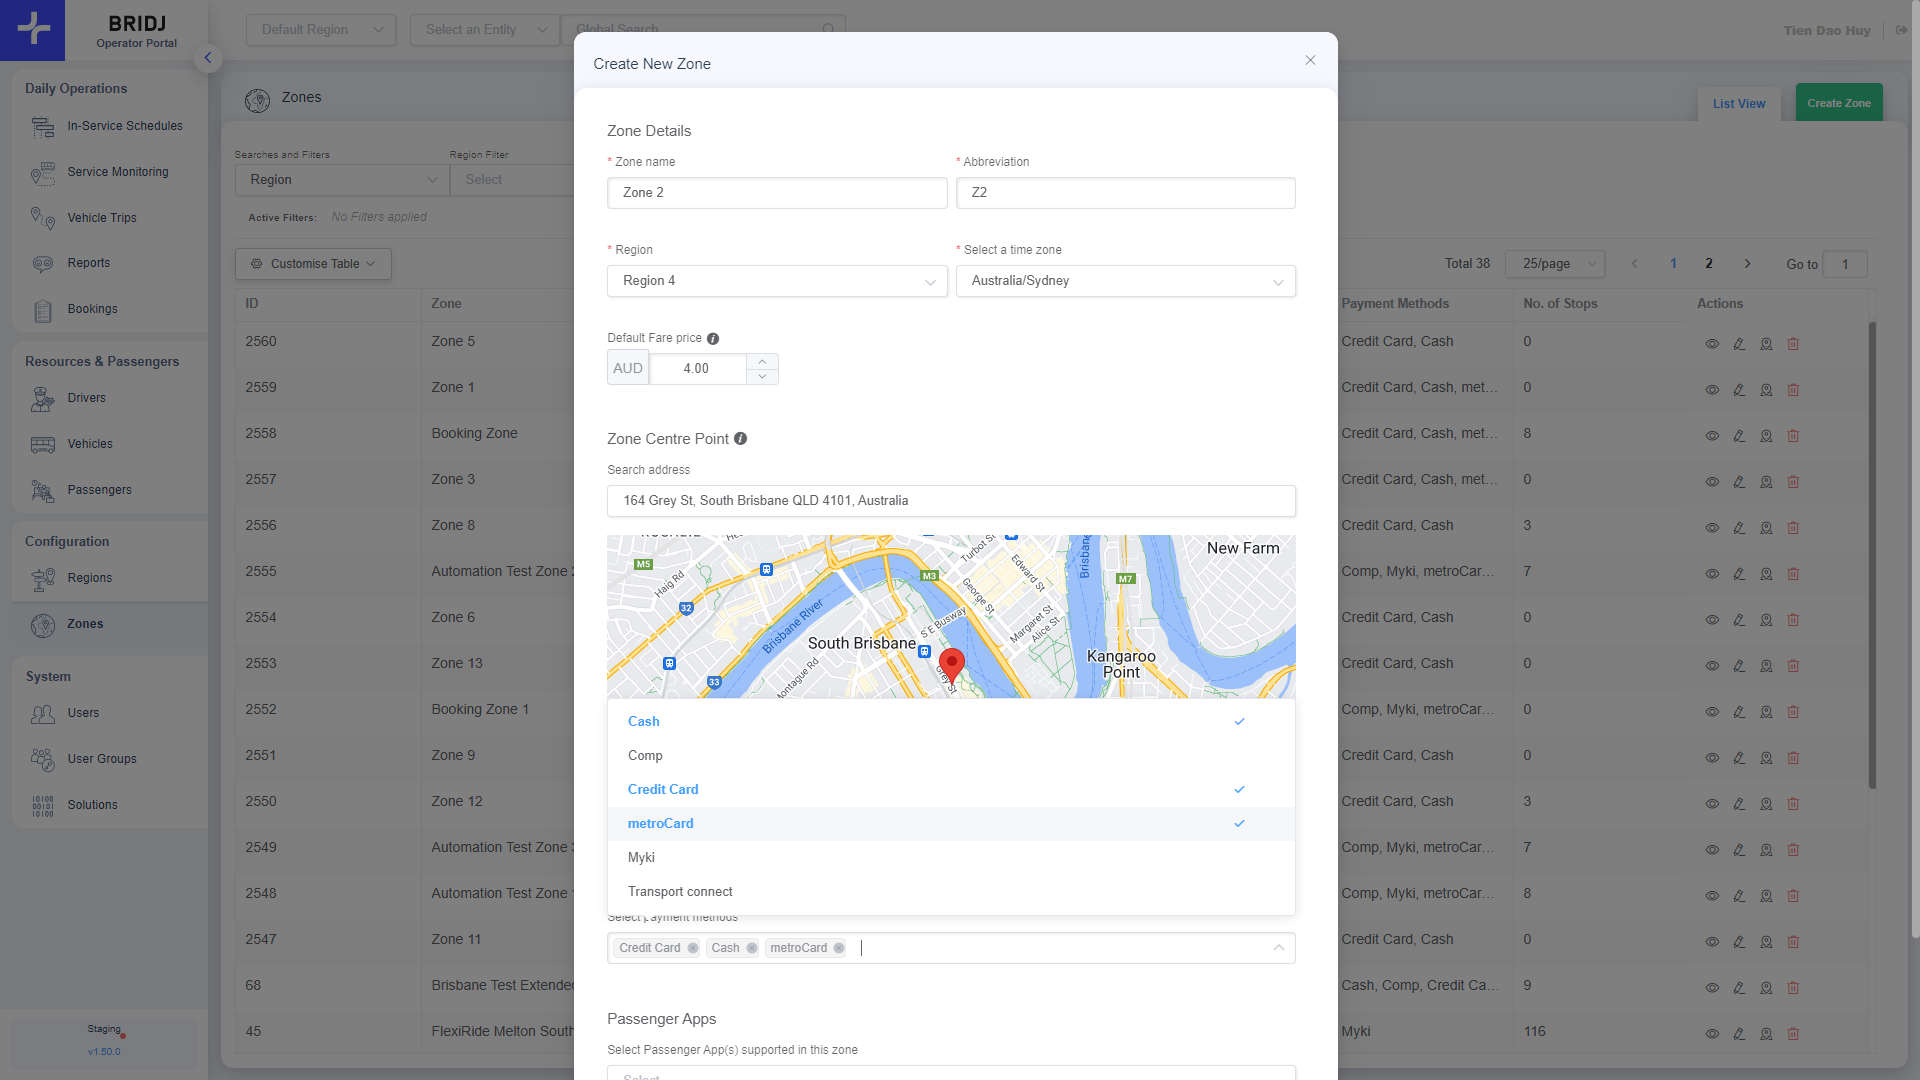 BRIDJ
Operator Portal
Default Region
Select an Entity
Global Search
Tien Dao Huy
Daily Operations
In-Service Schedules
Service Monitoring
Vehicle Trips
Reports
Bookings
Resources & Passengers
Drivers
Vehicles
Passengers
Configuration
Regions
Zones
System
Users
User Groups
Solutions
Staging
v1.50.0
Zones
List View
Create Zone
Searches and Filters
Region Filter
Region
Select
Active Filters: No Filters applied
Customise Table
Total 38
25/page
1
2
Go to
1
ID Zone Payment Methods No. of Stops Actions
2560 Zone 5 Credit Card, Cash 0
2559 Zone 1 Credit Card, Cash, met... 0
2558 Booking Zone Credit Card, Cash, met... 8
2557 Zone 3 Credit Card, Cash, met... 0
2556 Zone 8 Credit Card, Cash 3
2555 Automation Test Zone 2 Comp, Myki, metroCar... 7
2554 Zone 6 Credit Card, Cash 0
2553 Zone 13 Credit Card, Cash 0
2552 Booking Zone 1 Comp, Myki, metroCar... 0
2551 Zone 9 Credit Card, Cash 0
2550 Zone 12 Credit Card, Cash 3
2549 Automation Test Zone Comp, Myki, metroCar... 7
2548 Automation Test Zone Comp, Myki, metroCar... 8
2547 Zone 11 Credit Card, Cash 0
68 Brisbane Test Extended Cash, Comp, Credit Ca... 9
45 FlexiRide Melton South Myki 116
Create New Zone
Zone Details
* Zone name
Zone 2
* Abbreviation
Z2
* Region
Region 4
* Select a time zone
Australia/Sydney
Default Fare price
AUD
4.00
Zone Centre Point
Search address
164 Grey St, South Brisbane QLD 4101, Australia
M5
Haig Rd
32
Brisbane River
33
Montague Rd
South Brisbane
M3
S E Busway
Grey St
Turbot St
George St
Edward St
Margaret St
Alice St
Brisbane
M7
New Farm
Kangaroo
Point
Cash
Comp
Credit Card
metroCard
Myki
Transport connect
Select payment methods
Credit Card
Cash
metroCard
Passenger Apps
Select Passenger App(s) supported in this zone
Select